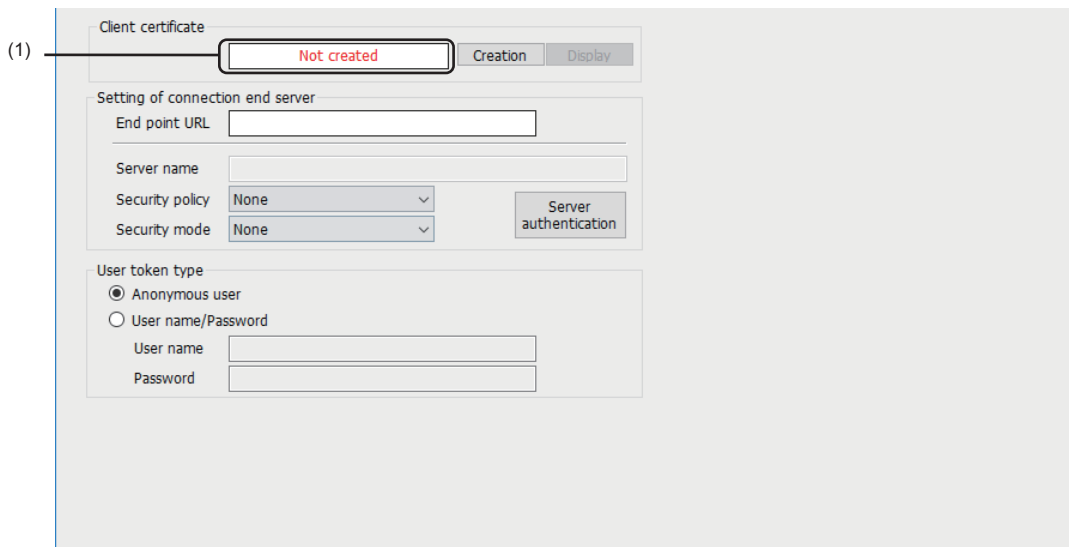 Client certificate
(1)
Not created Creation Display
Setting of connection end server
End point URL
Server name
Security policy None
Server authentication
Security mode None
User token type
Anonymous user
User name/Password
User name
Password